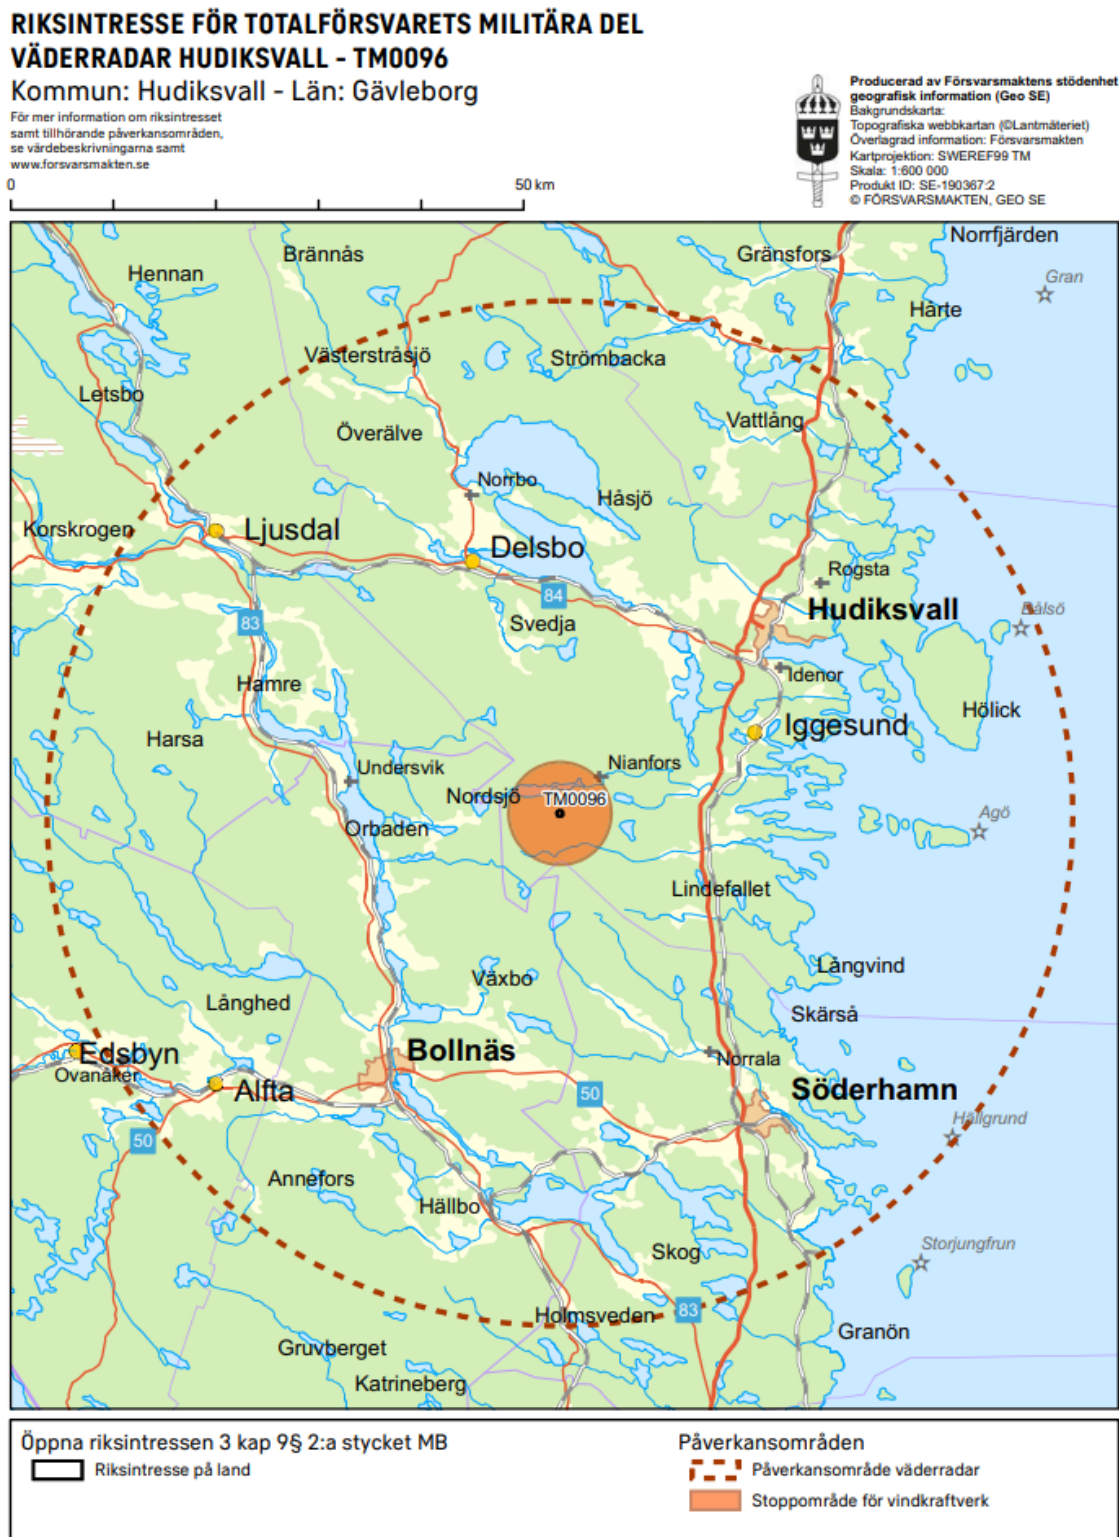 RIKSINTRESSE FÖR TOTALFÖRSVARETS MILITÄRA DEL
VÄDERRADAR HUDIKSVALL - TM0096
Kommun: Hudiksvall - Län: Gävleborg
För mer information om riksintresset
samt tillhörande påverkansområden,
se värdebeskrivningarna samt
www.forsvarsmakten.se
Producerad av Försvarsmaktens stödenhet
geografisk information (Geo SE)
Bakgrundskarta:
Topografiska webbkartan (©Lantmäteriet)
Överlagrad information: Försvarsmakten
Kartprojektion: SWEREF99 TM
Skala: 1:600 000
Produkt ID: SE-190367:2
© FÖRSVARSMAKTEN, GEO SE
0
50 km
Norrfjärden
Brännås
Gränsfors
Hennan
Gran
Hårte
Västerstråsjö
Strömbacka
Letsbo
Vattlång
Överälve
Norrbo
Håsjö
Korskrogen
Ljusdal
Delsbo
Rogsta
84
Hudiksvall
Bålsö
83
Svedja
Idenor
Hamre
Hölick
Iggesund
Harsa
Undersvik
Nianfors
Nordsjö
TM0096
Agö
Orbaden
Lindefallet
Långvind
Växbo
Långhed
Skärså
Edsbyn
Bollnäs
Norrala
Ovanåker
Alfta
50
Söderhamn
Hällgrund
50
Annefors
Hällbo
Skog
Storjungfrun
Holmsveden
83
Granön
Gruvberget
Katrineberg
Öppna riksintressen 3 kap 9§ 2:a stycket MB
Riksintresse på land
Påverkansområden
Påverkansområde väderradar
Stoppområde för vindkraftverk